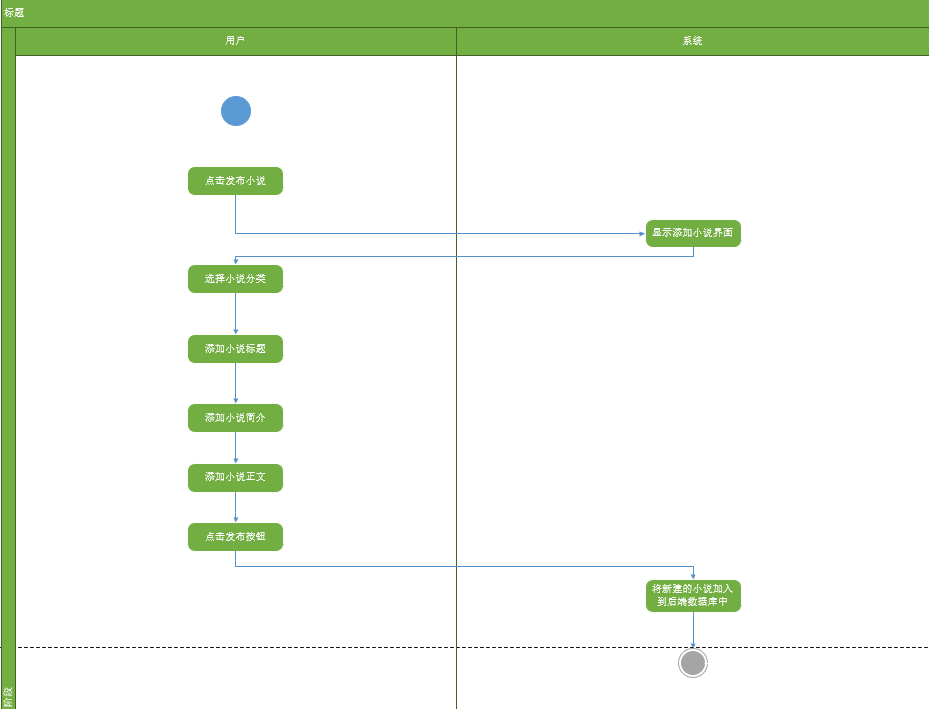 标题
用户
系统
点击发布小说
显示添加小说界面
选择小说分类
添加小说标题
添加小说简介
添加小说正文
点击发布按钮
将新建的小说加入
到后端数据库中
阶段